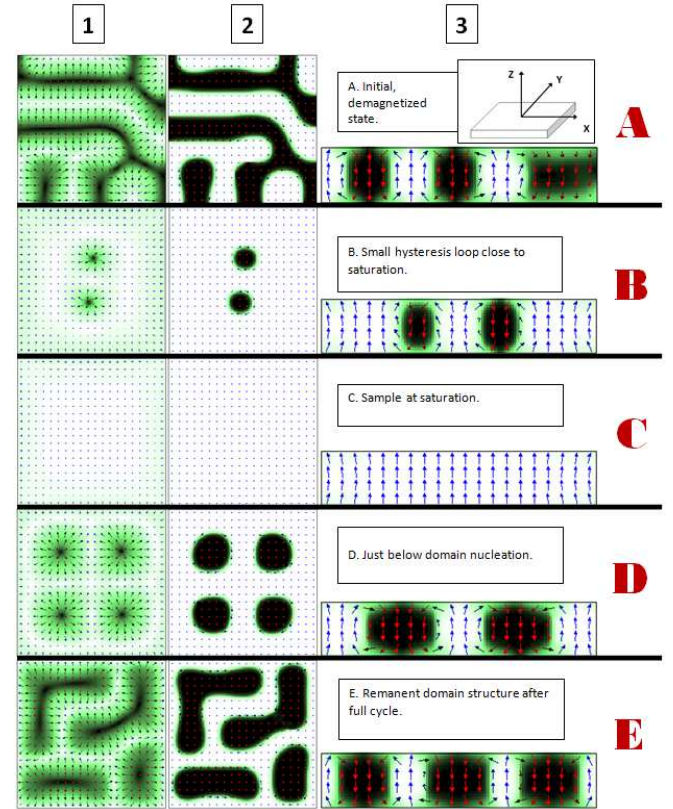 1 2 3
A. Initial,
demagnetized
state.
Z
Y
X
A
B. Small hysteresis loop close to
saturation.
B
C. Sample at saturation.
C
D. Just below domain nucleation.
D
E. Remanent domain structure after
full cycle.
E